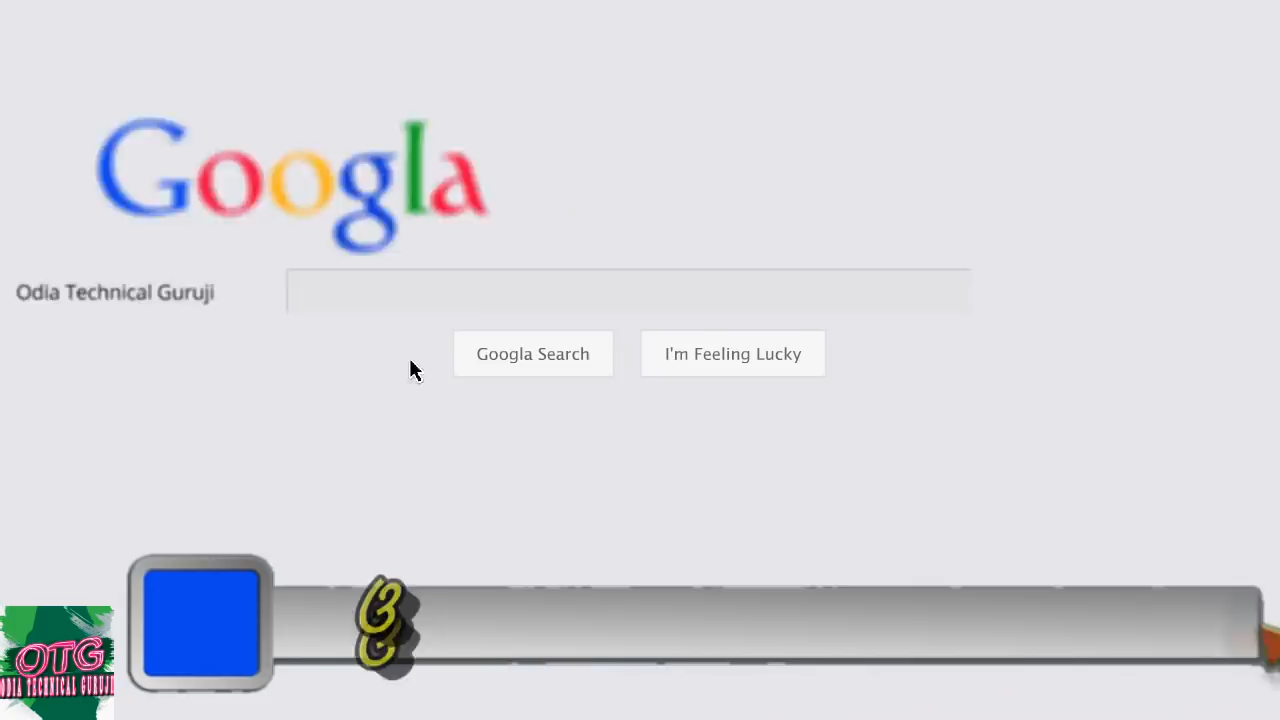 Googla
Odia Technical Guruji
Googla Search
I'm Feeling Lucky
OTG
ODIA TECHNICAL GURUJI